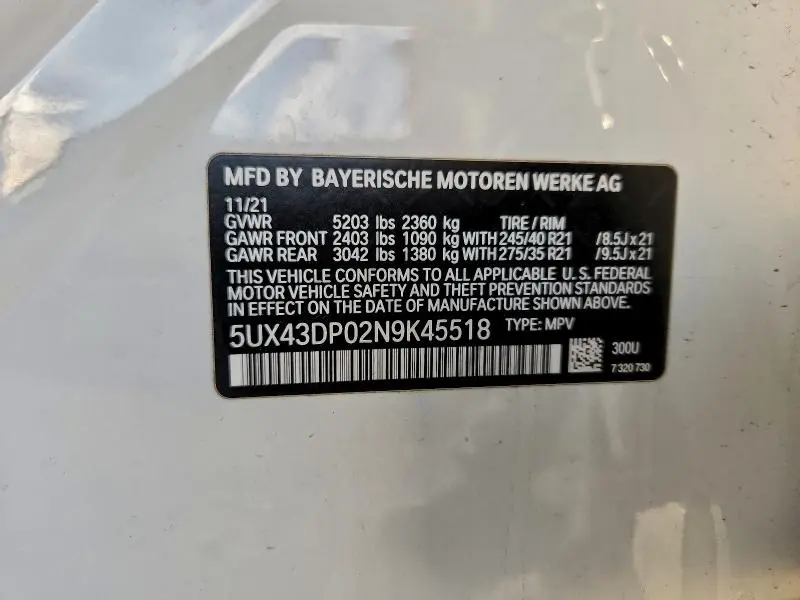 MFD BY BAYERISCHE MOTOREN WERKE AG
11/21
GVWR 5203 lbs 2360 kg TIRE / RIM
GAWR FRONT 2403 lbs 1090 kg WITH 245/40 R21 /8.5J x 21
GAWR REAR 3042 lbs 1380 kg WITH 275/35 R21 /9.5J x 21
THIS VEHICLE CONFORMS TO ALL APPLICABLE U.S. FEDERAL
MOTOR VEHICLE SAFETY AND THEFT PREVENTION STANDARDS
IN EFFECT ON THE DATE OF MANUFACTURE SHOWN ABOVE.
5UX43DP02N9K45518 TYPE: MPV
300U
7 320 730